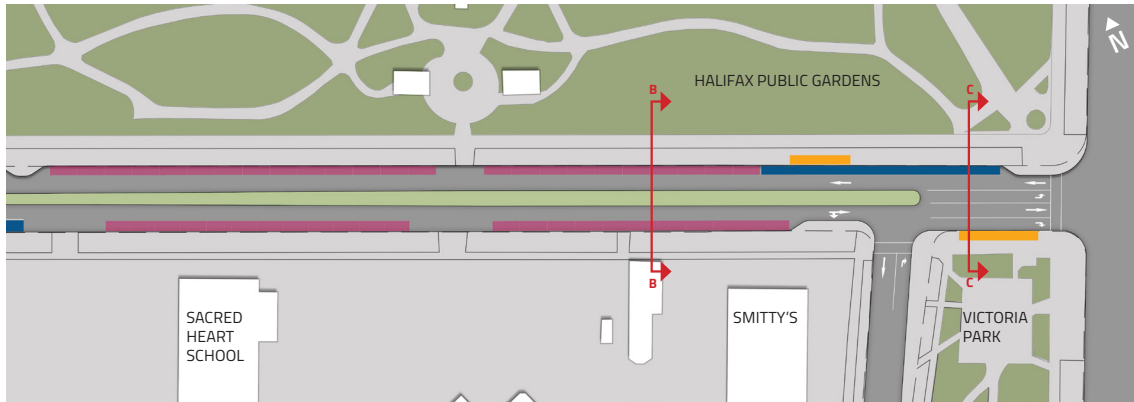 N
HALIFAX PUBLIC GARDENS
B
C
B
C
SACRED
HEART
SCHOOL
SMITTY'S
VICTORIA
PARK